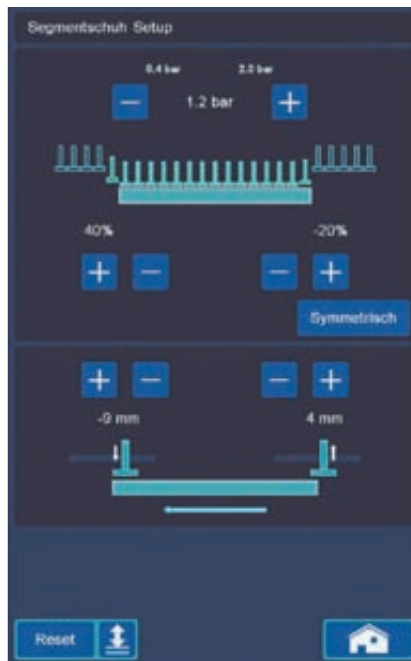 Segmentschuh Setup
0.4 bar 2.0 bar
− 1.2 bar +
40% -20%
+ − − +
Symmetrisch
+ − − +
-9 mm 4 mm
Reset